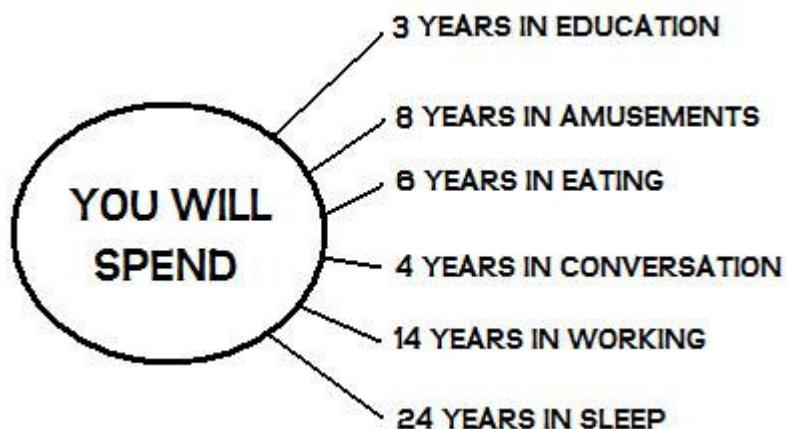 YOU WILL
SPEND
3 YEARS IN EDUCATION
8 YEARS IN AMUSEMENTS
6 YEARS IN EATING
4 YEARS IN CONVERSATION
14 YEARS IN WORKING
24 YEARS IN SLEEP